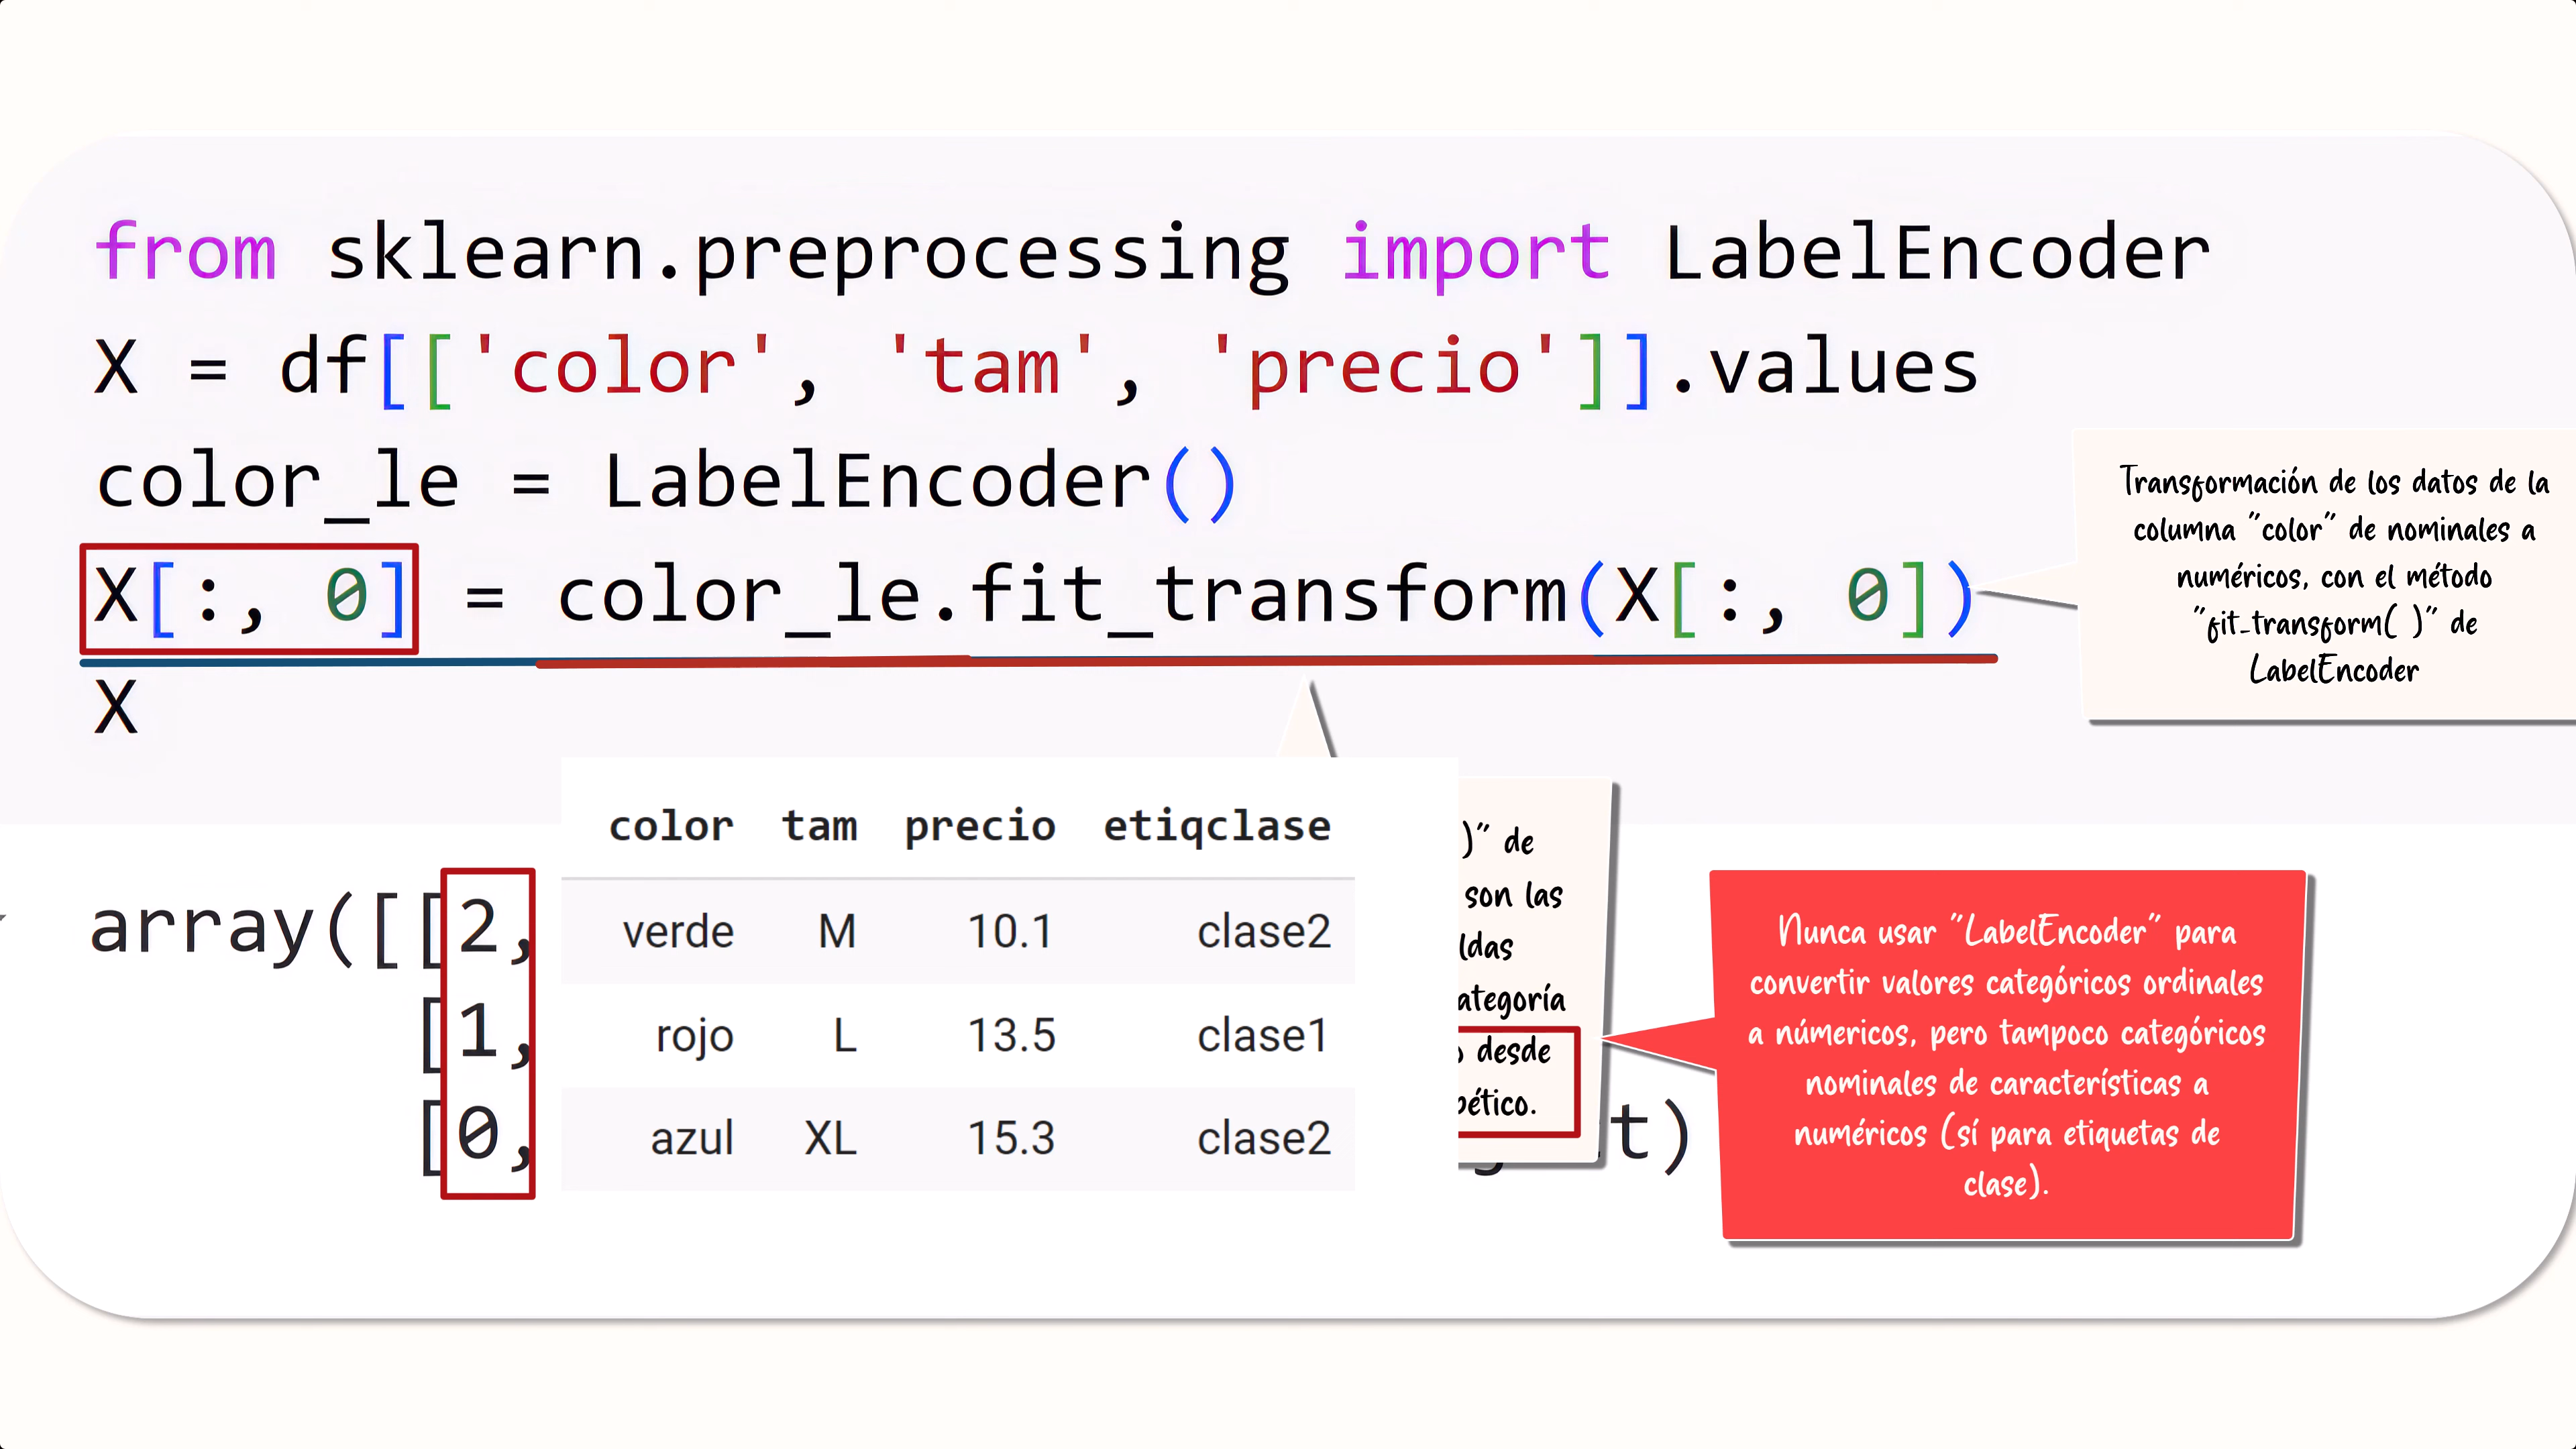 from sklearn.preprocessing import LabelEncoder
X = df[['color', 'tam', 'precio']].values
color_le = LabelEncoder()
X[:, 0] = color_le.fit_transform(X[:, 0])
X
Transformación de los datos de la
columna "color" de nominales a
numéricos, con el método
"fit_transform( )" de
LabelEncoder
array([[2,
[1,
[0,
t)
color tam precio etiqclase
verde M 10.1 clase2
rojo L 13.5 clase1
azul XL 15.3 clase2
)" de
son las
desde
Nunca usar "LabelEncoder" para
convertir valores categóricos ordinales
a númericos, pero tampoco categóricos
nominales de características a
numéricos (sí para etiquetas de
clase).